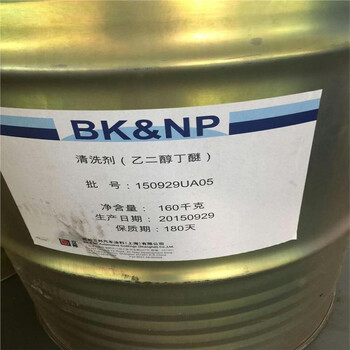 BK&NP
清洗剂（乙二醇丁醚）
批 号：150929UA05
净含量： 160千克
生产日期：20150929
保质期：180天